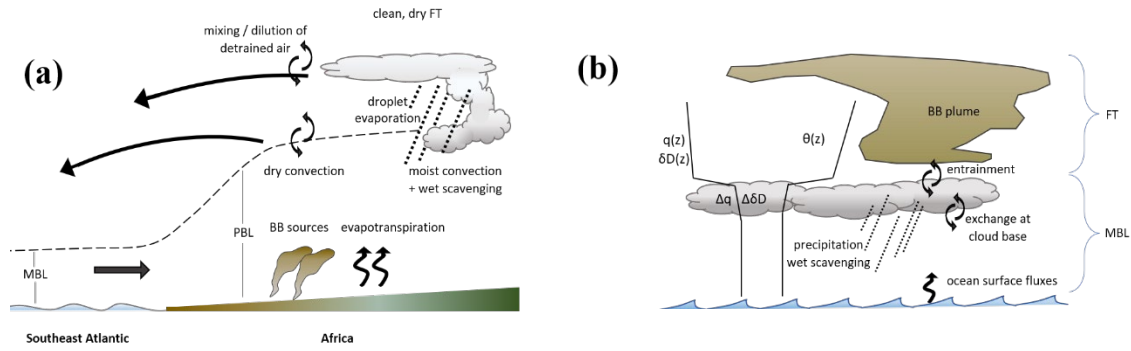 (a)
clean, dry FT
mixing / dilution of
detrained air
droplet
evaporation
dry convection
moist convection
+ wet scavenging
BB sources
evapotranspiration
PBL
MBL
Southeast Atlantic
Africa
(b)
BB plume
FT
q(z)
δD(z)
θ(z)
entrainment
Δq
ΔδD
exchange at
cloud base
MBL
precipitation
wet scavenging
ocean surface fluxes